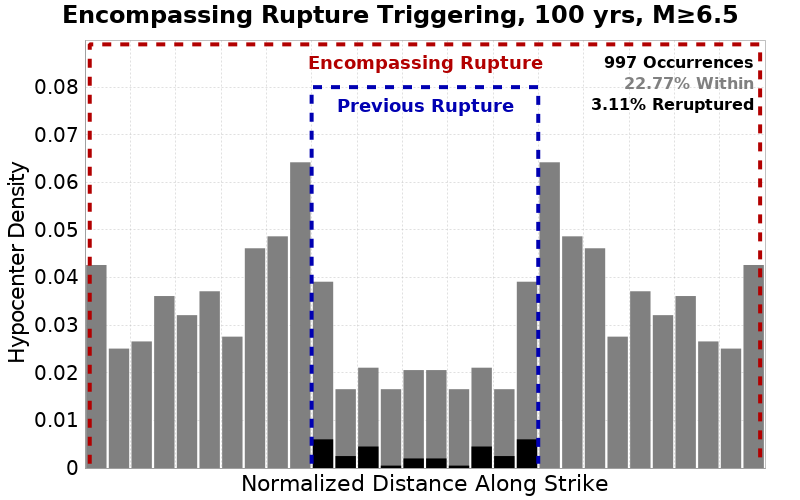 Encompassing Rupture Triggering, 100 yrs, M≥6.5
Encompassing Rupture
997 Occurrences
22.77% Within
3.11% Reruptured
Previous Rupture
Hypocenter Density
0.08
0.07
0.06
0.05
0.04
0.03
0.02
0.01
0
Normalized Distance Along Strike